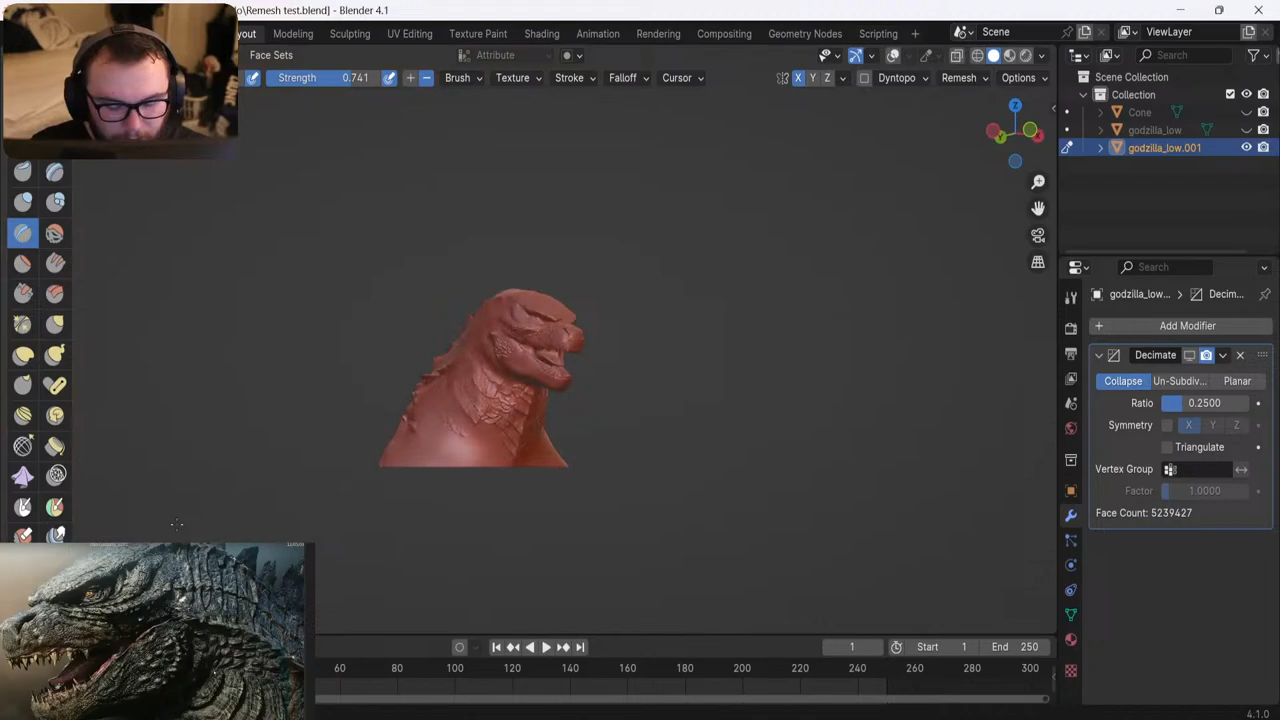 lo\Remesh test.blend] - Blender 4.1
out Modeling Sculpting UV Editing Texture Paint Shading Animation Rendering Compositing Geometry Nodes Scripting Scene ViewLayer
Face Sets Attribute Search
Strength 0.741 Brush Texture Stroke Falloff Cursor X Y Z Dyntopo Remesh Options
Scene Collection
Collection
Cone
godzilla_low
godzilla_low.001
Z
Y
X
Search
godzilla_low... Decim...
Add Modifier
Decimate
Collapse Un-Subdiv... Planar
Ratio 0.2500
Symmetry X Y Z
Triangulate
Vertex Group
Factor 1.0000
Face Count: 5239427
1 Start 1 End 250
60 80 100 120 140 160 180 200 220 240 260 280 300
4.1.0